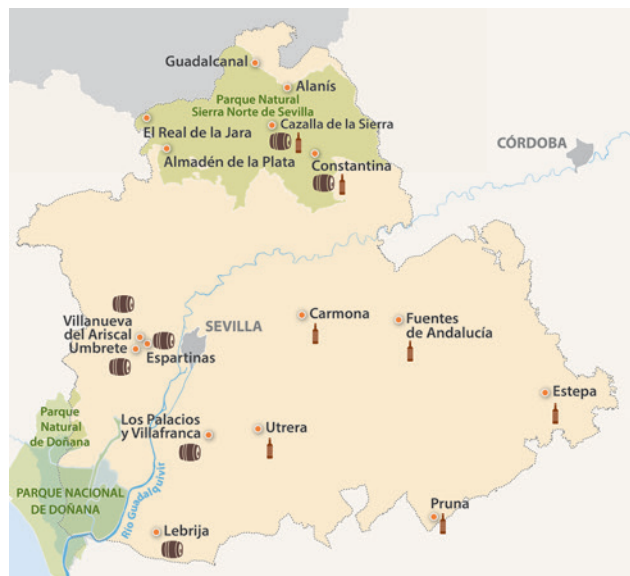 Guadalcanal
Alanís
Parque Natural
Sierra Norte de Sevilla
El Real de la Jara
Cazalla de la Sierra
Almadén de la Plata
Constantina
CÓRDOBA
Villanueva
del Ariscal
Umbrete
Espartinas
SEVILLA
Carmona
Fuentes
de Andalucía
Estepa
Parque
Natural
de Doñana
Los Palacios
y Villafranca
Utrera
PARQUE NACIONAL
DE DOÑANA
Río Guadalquivir
Lebrija
Pruna